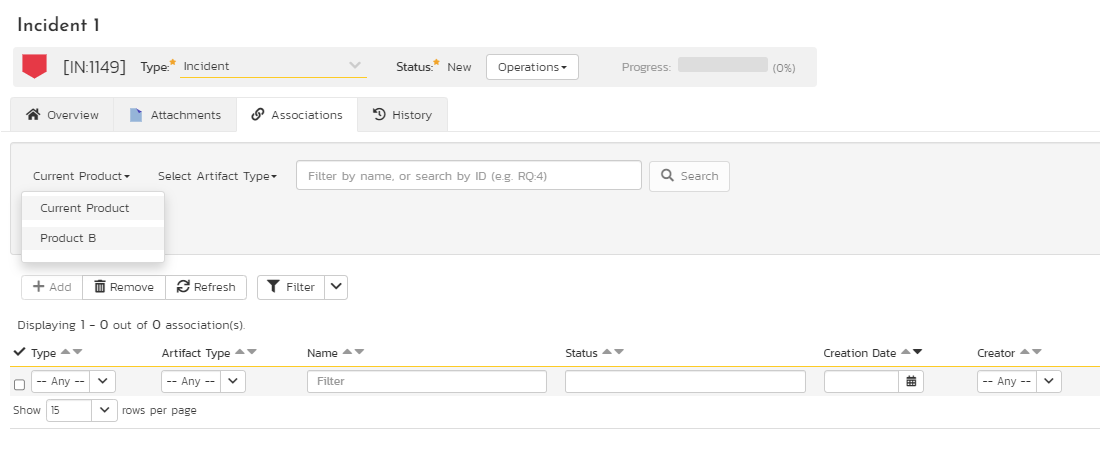 Incident 1
[IN:1149] Type: Incident Status: New Operations Progress: (0%)
Overview Attachments Associations History
Current Product Select Artifact Type Filter by name, or search by ID (e.g. RQ:4) Search
Current Product
Product B
Add Remove Refresh Filter
Displaying 1 - 0 out of 0 association(s).
Type Artifact Type Name Status Creation Date Creator
-- Any -- -- Any -- Filter -- Any --
Show 15 rows per page